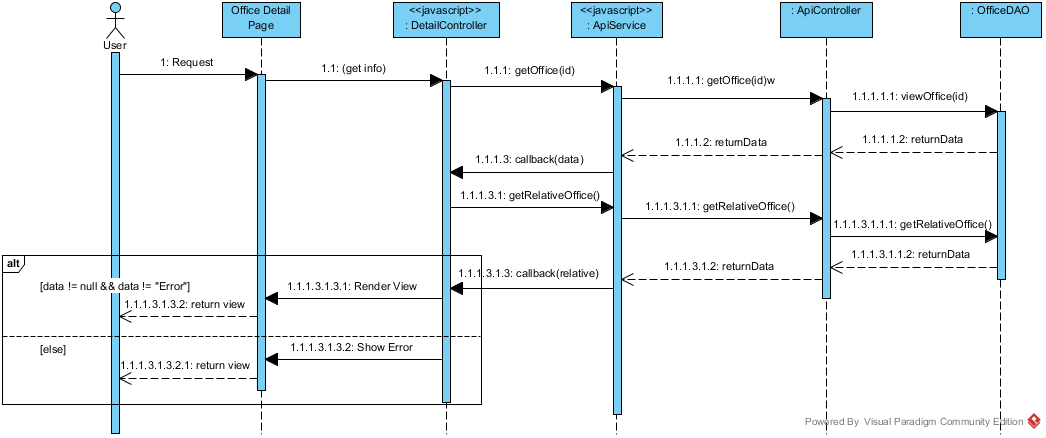 Office Detail
Page
<<javascript>>
: DetailController
<<javascript>>
: ApiService
: ApiController
: OfficeDAO
User
1: Request
1.1: (get info)
1.1.1: getOffice(id)
1.1.1.1: getOffice(id)w
1.1.1.1.1: viewOffice(id)
1.1.1.1.2: returnData
1.1.1.2: returnData
1.1.1.3: callback(data)
1.1.1.3.1: getRelativeOffice()
1.1.1.3.1.1: getRelativeOffice()
1.1.1.3.1.1.1: getRelativeOffice()
1.1.1.3.1.1.2: returnData
1.1.1.3.1.2: returnData
1.1.1.3.1.3: callback(relative)
alt
[data != null && data != "Error"]
1.1.1.3.1.3.1: Render View
1.1.1.3.1.3.2: return view
[else]
1.1.1.3.1.3.2: Show Error
1.1.1.3.1.3.2.1: return view
Powered By Visual Paradigm Community Edition